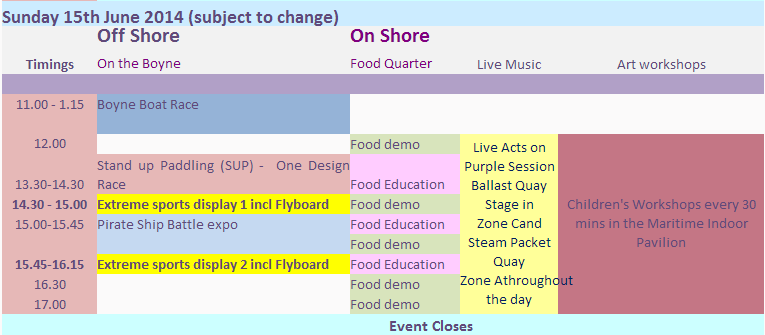 Sunday 15th June 2014 (subject to change)
Off Shore On Shore
Timings On the Boyne Food Quarter Live Music Art workshops
11.00 - 1.15 Boyne Boat Race
12.00 Food demo
Stand up Paddling (SUP) - One Design
13.30-14.30 Race Food Education
14.30 - 15.00 Extreme sports display 1 incl Flyboard Food demo
15.00-15.45 Pirate Ship Battle expo Food Education
Food demo
15.45-16.15 Extreme sports display 2 incl Flyboard Food Education
16.30 Food demo
17.00 Food demo
Live Acts on
Purple Session
Ballast Quay
Stage in
Zone Cand
Steam Packet
Quay
Zone Athroughout
the day
Children's Workshops every 30
mins in the Maritime Indoor
Pavilion
Event Closes